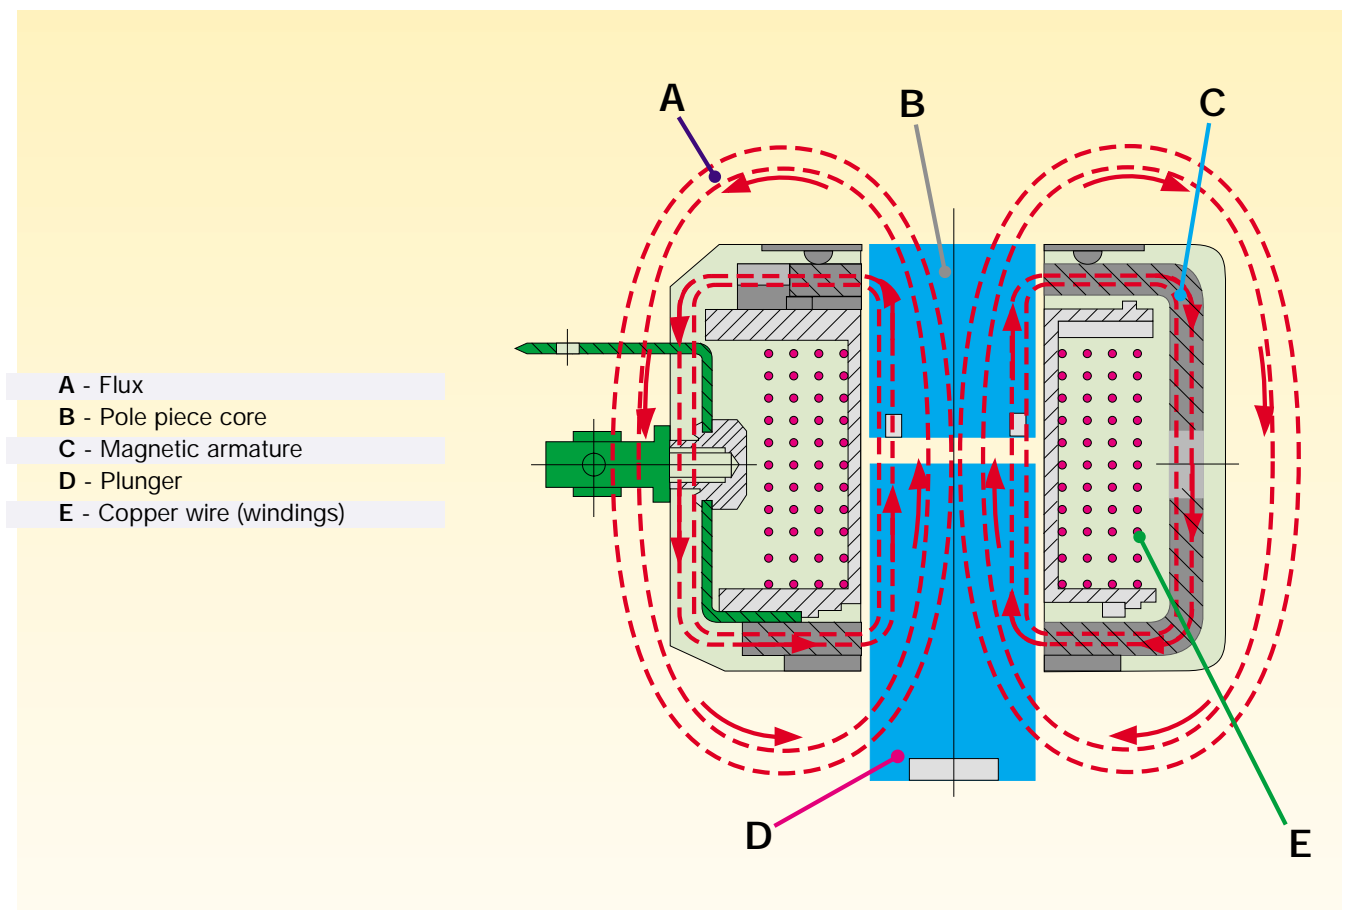 A
B
C
A - Flux
B - Pole piece core
C - Magnetic armature
D - Plunger
E - Copper wire (windings)
D
E